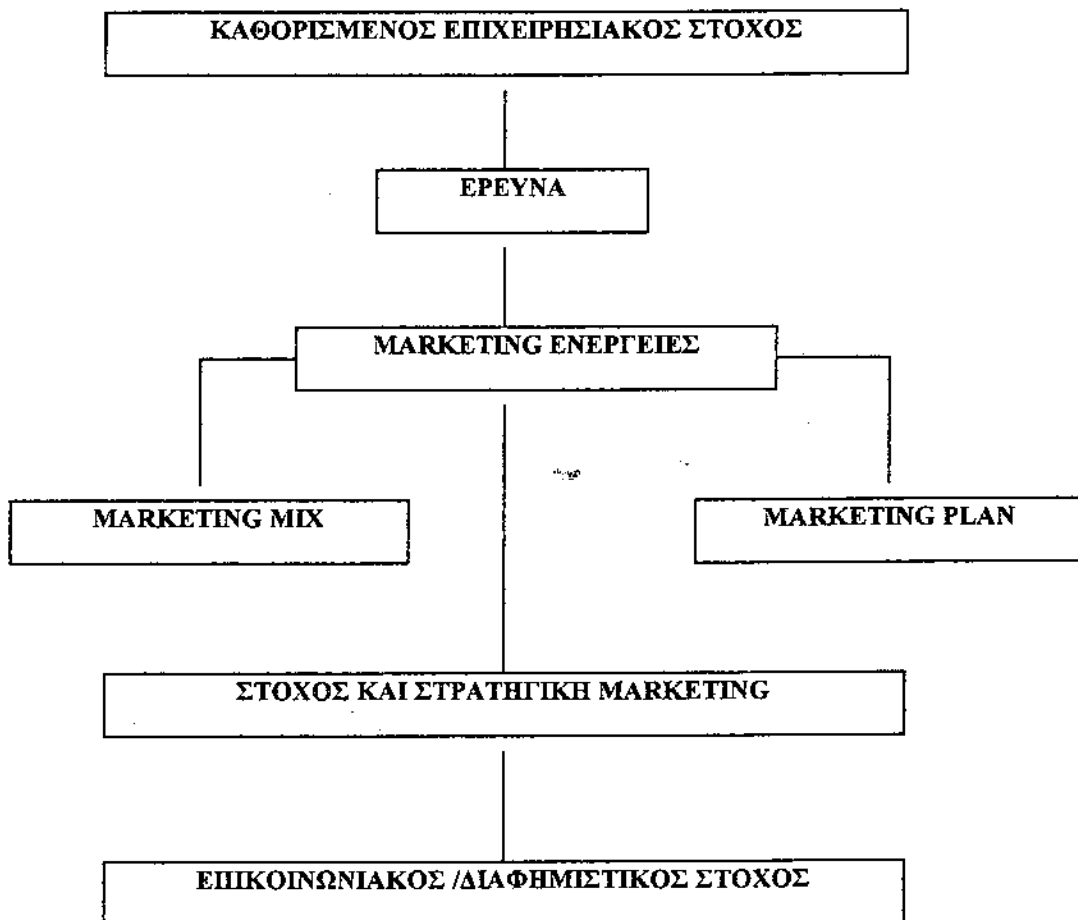 ΚΑΘΟΡΙΣΜΕΝΟΣ ΕΠΙΧΕΙΡΗΣΙΑΚΟΣ ΣΤΟΧΟΣ
ΕΡΕΥΝΑ
MARKETING ΕΝΕΡΓΕΙΕΣ
MARKETING MIX
MARKETING PLAN
ΣΤΟΧΟΣ ΚΑΙ ΣΤΡΑΤΗΓΙΚΗ MARKETING
ΕΠΙΚΟΙΝΩΝΙΑΚΟΣ /ΔΙΑΦΗΜΙΣΤΙΚΟΣ ΣΤΟΧΟΣ